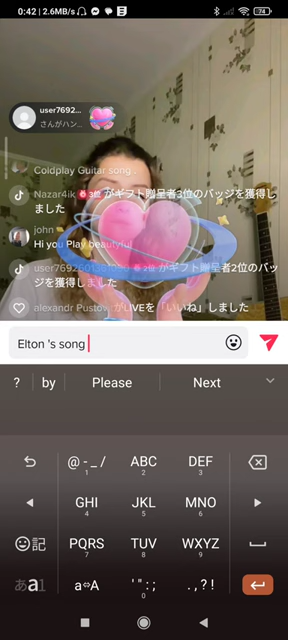 0:42 | 2.6MB/s
74
user7692...
さんがハン...
Coldplay Guitar song .
Nazar4ik 3位 がギフト贈呈者3位のバッジを獲得し
ました
john
Hi you Play beautyful
2位 がギフト贈呈者2位のバッ
ジを獲得しました
alexandr Pustov がLIVEを「いいね」しました
Elton 's song
? by Please Next
@-_/ 1 ABC 2 DEF 3
GHI 4 JKL 5 MNO 6
記 PQRS 7 TUV 8 WXYZ 9
あa1 a⇔A '":; 0 .,?!